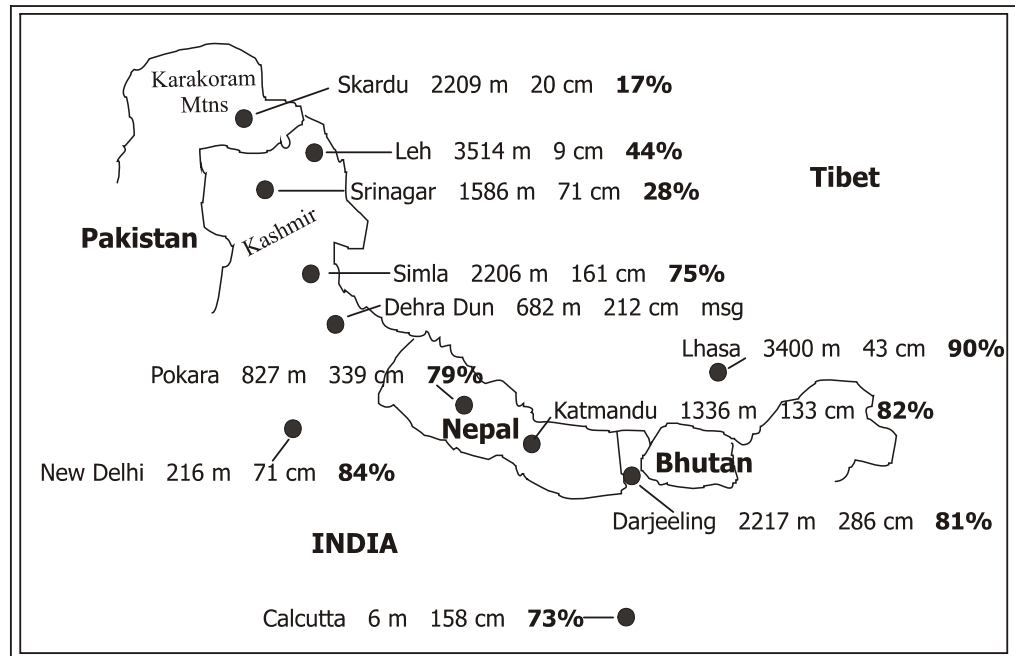 Karakoram
Mtns
Skardu 2209 m 20 cm 17%
Leh 3514 m 9 cm 44%
Tibet
Srinagar 1586 m 71 cm 28%
Kashmir
Pakistan
Simla 2206 m 161 cm 75%
Dehra Dun 682 m 212 cm msg
Lhasa 3400 m 43 cm 90%
Pokara 827 m 339 cm 79%
Katmandu 1336 m 133 cm 82%
Nepal
Bhutan
New Delhi 216 m 71 cm 84%
Darjeeling 2217 m 286 cm 81%
INDIA
Calcutta 6 m 158 cm 73%